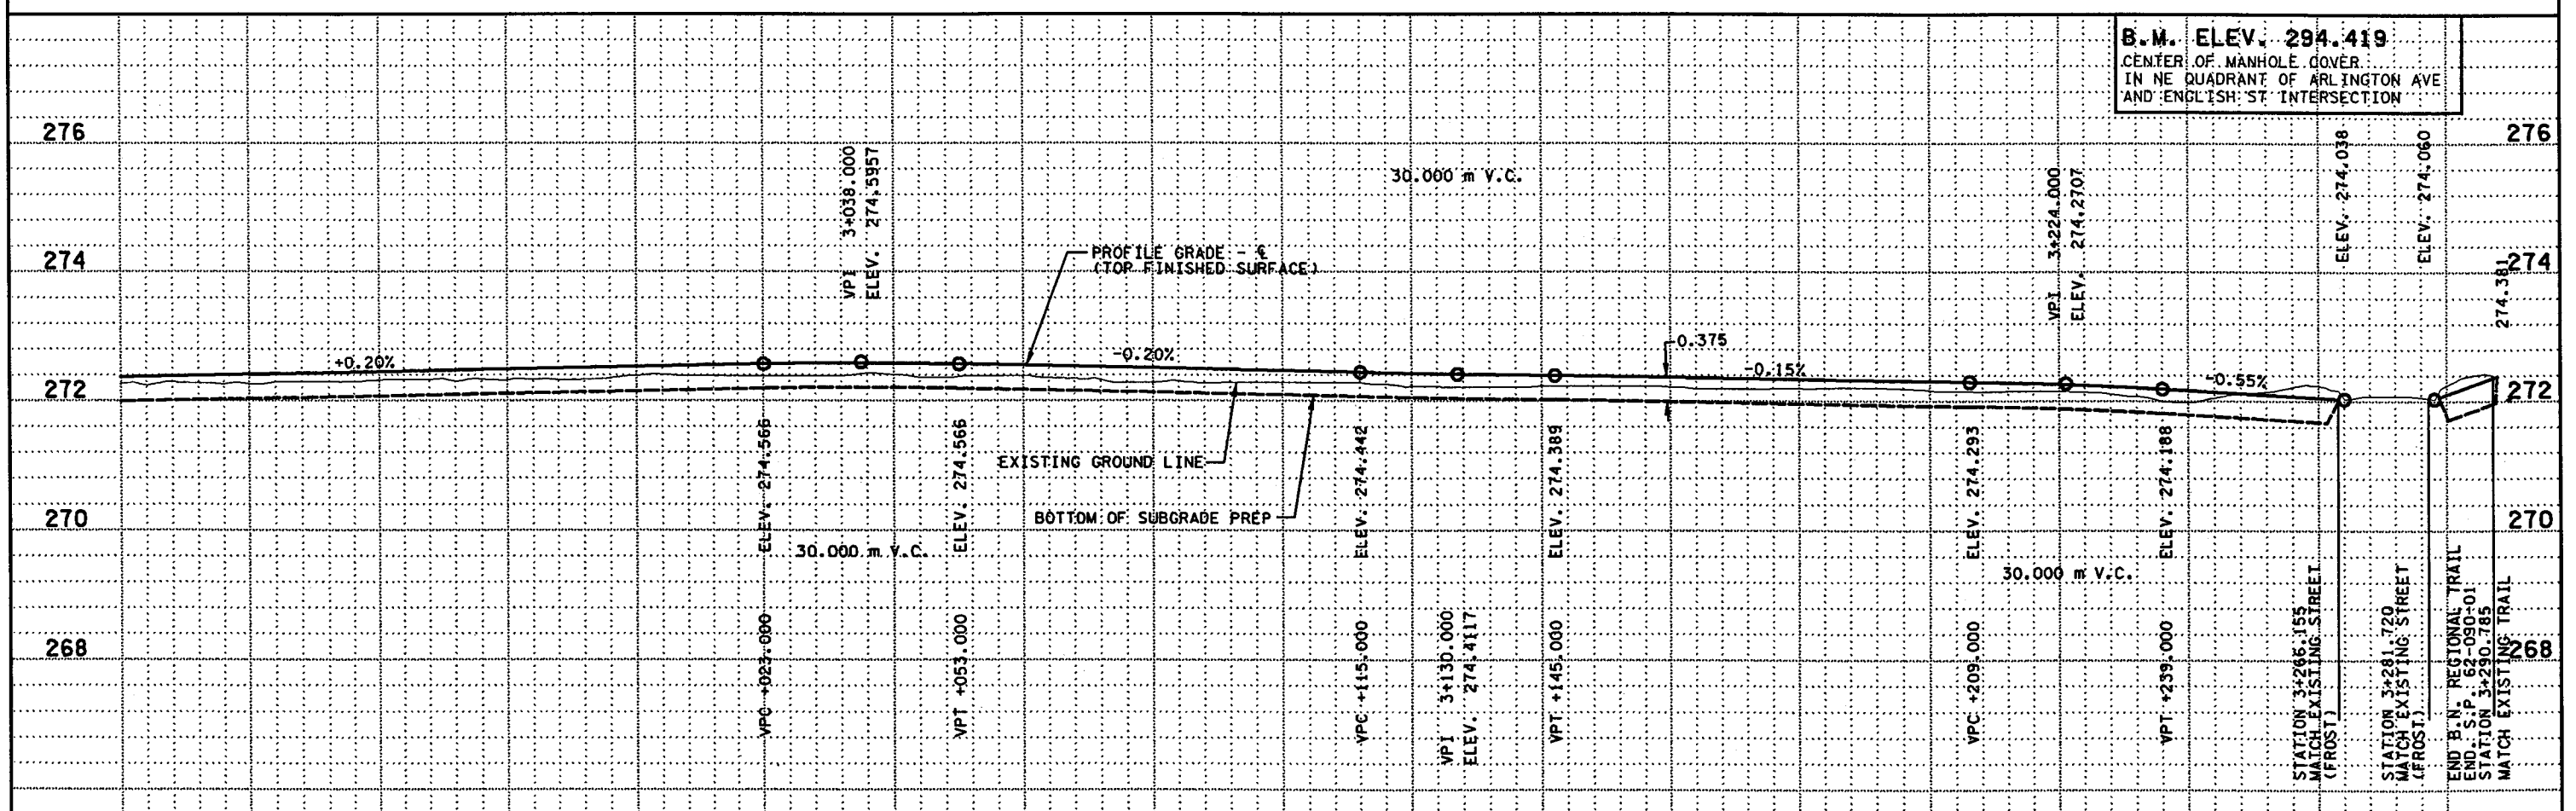 B.M. ELEV. 294.419
CENTER OF MANHOLE COVER
IN NE QUADRANT OF ARLINGTON AVE
AND ENGLISH ST INTERSECTION
276
276
VPI 3+038.000
ELEV. 274.5957
30.000 m V.C.
VPI 3+224.000
ELEV. 274.2707
ELEV. 274.038
ELEV. 274.060
274.381
274
274
PROFILE GRADE - ℄
(TOP FINISHED SURFACE)
+0.20%
-0.20%
0.375
-0.15%
-0.55%
272
272
ELEV. 274.566
ELEV. 274.566
EXISTING GROUND LINE
ELEV. 274.442
ELEV. 274.389
ELEV. 274.293
ELEV. 274.188
270
270
BOTTOM OF SUBGRADE PREP
30.000 m V.C.
30.000 m V.C.
268
268
VPC +023.000
VPT +053.000
VPC +115.000
VPI 3+130.000
ELEV. 274.4117
VPT +145.000
VPC +209.000
VPT +239.000
STATION 3+266.155
MATCH EXISTING STREET
(FROST)
STATION 3+281.720
MATCH EXISTING STREET
(FROST)
END B.N. REGIONAL TRAIL
END. S.P. 62-090-01
STATION 3+290.785
MATCH EXISTING TRAIL